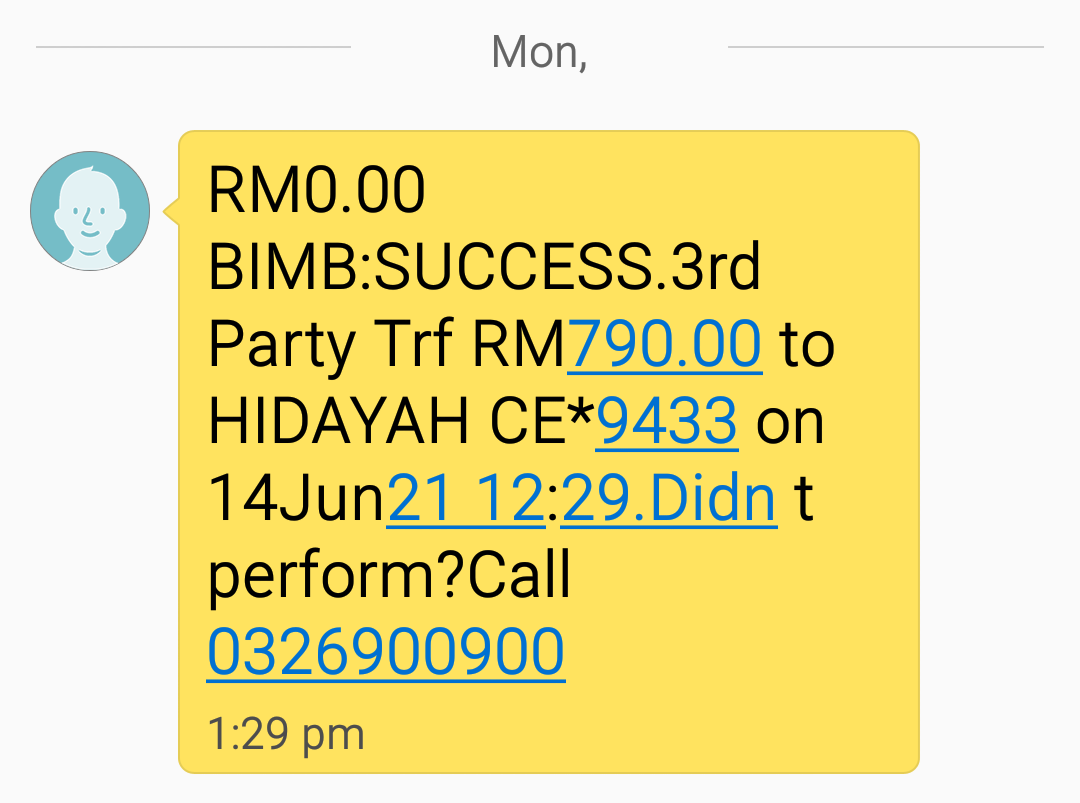 Mon,
RM0.00
BIMB:SUCCESS.3rd
Party Trf RM790.00 to
HIDAYAH CE*9433 on
14Jun21 12:29.Didn t
perform?Call
0326900900
1:29 pm